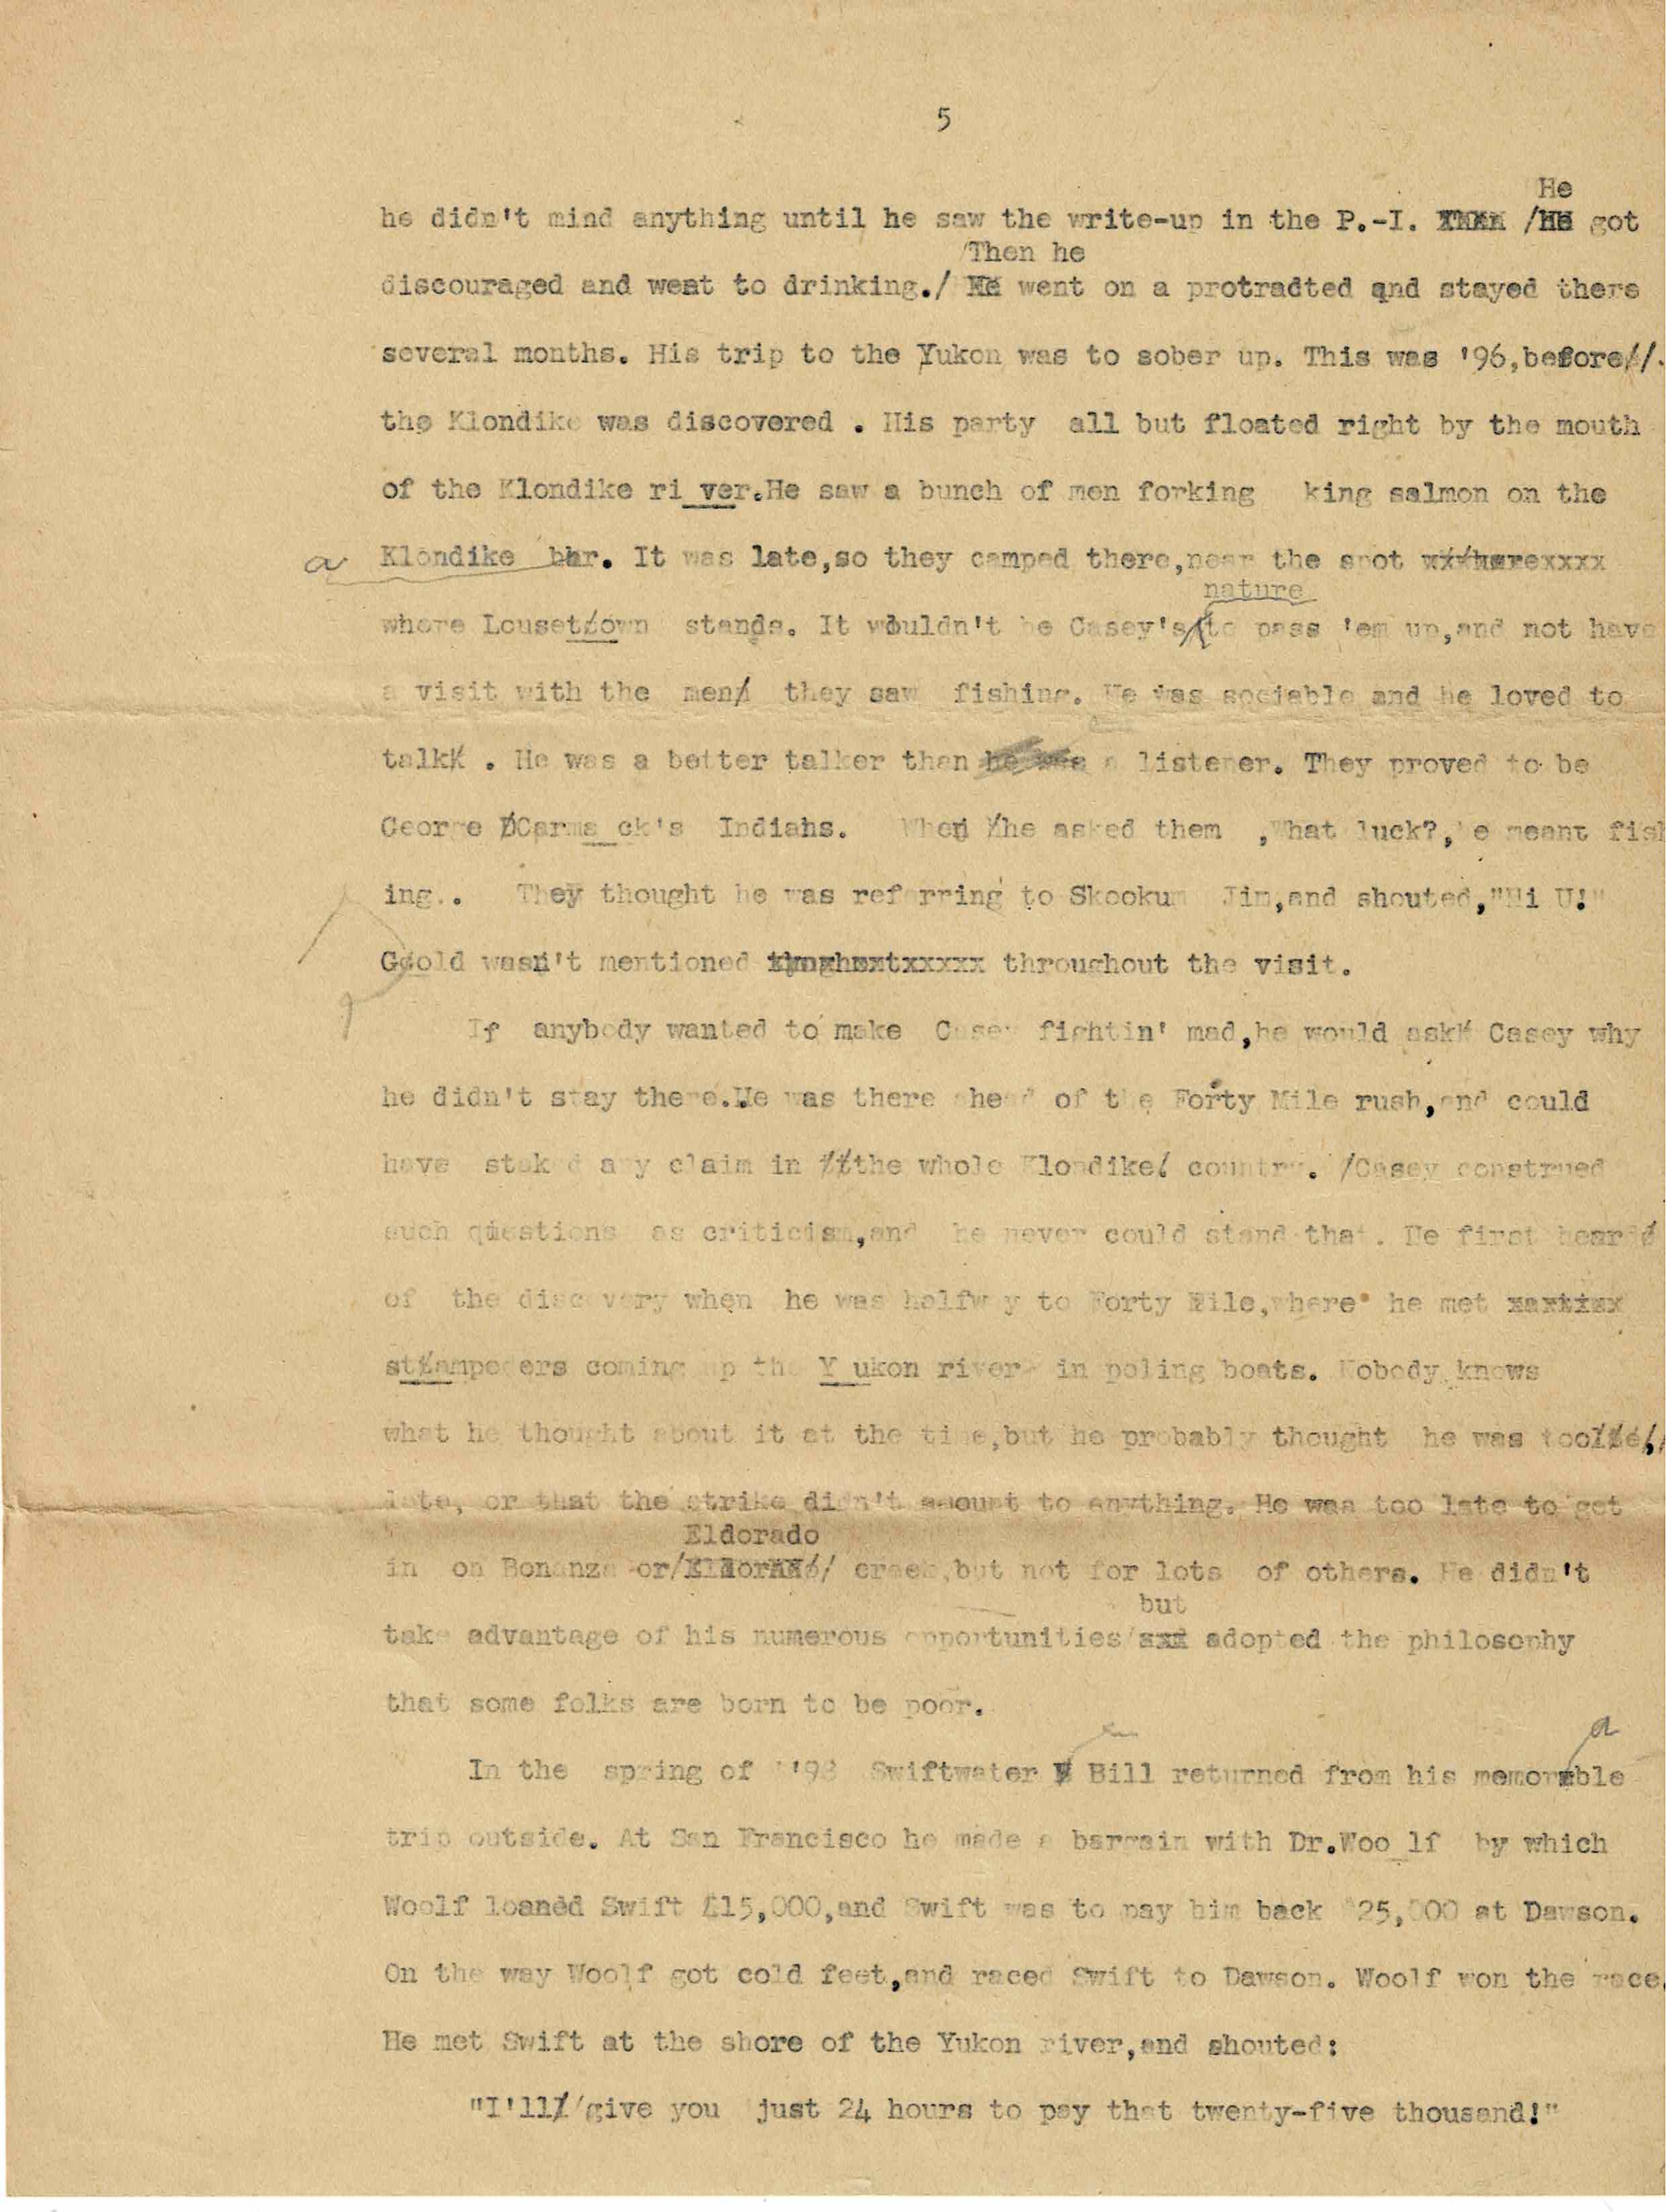 5
He
he didn't mind anything until he saw the write-up in the P.-I. /He got
Then he
discouraged and went to drinking./ He went on a protradted and stayed there
several months. His trip to the Yukon was to sober up. This was '96,before//.
the Klondike was discovered . His party all but floated right by the mouth
of the Klondike ri ver.He saw a bunch of men forking king salmon on the
a Klondike bar. It was late,so they camped there,near the spot xxxherexxxx
nature
where Lousetown stands. It wouldn't be Casey's to pass 'em up,and not have
a visit with the men/ they saw fishing. He was sociable and he loved to
talkk . He was a better talker than he was a listener. They proved to be
George Carma ck's Indiahs. When /he asked them ,What luck?, he meant fish
ing.. They thought he was referring to Skookum Jim,and shouted,"Hi U!"
Gold wasn't mentioned throughout the visit.
If anybody wanted to make Casey fightin' mad,he would askk Casey why
he didn't stay there.He was there ahead of the Forty Mile rush,and could
have staked any claim in //the whole Klondike/ country. /Casey construed
such questions as criticism,and he never could stand that. He first heard
of the discovery when he was halfway to Forty Mile,where he met
stampeders coming up the Y ukon river in poling boats. Nobody knows
what he thought about it at the time,but he probably thought he was too
late, or that the strike didn't amount to anything. He was too late to get
Eldorado
in on Bonanza or/ / creek,but not for lots of others. He didn't
but
take advantage of his numerous opportunities/ axx adopted the philosophy
that some folks are born to be poor.
a
In the spring of '98 Swiftwater Bill returned from his memorable
trip outside. At San Francisco he made a bargain with Dr.Woo lf by which
Woolf loaned Swift $15,000,and Swift was to pay him back $25,000 at Dawson.
On the way Woolf got cold feet,and raced Swift to Dawson. Woolf won the race.
He met Swift at the shore of the Yukon river,and shouted:
"I'll/ give you just 24 hours to pay that twenty-five thousand!"